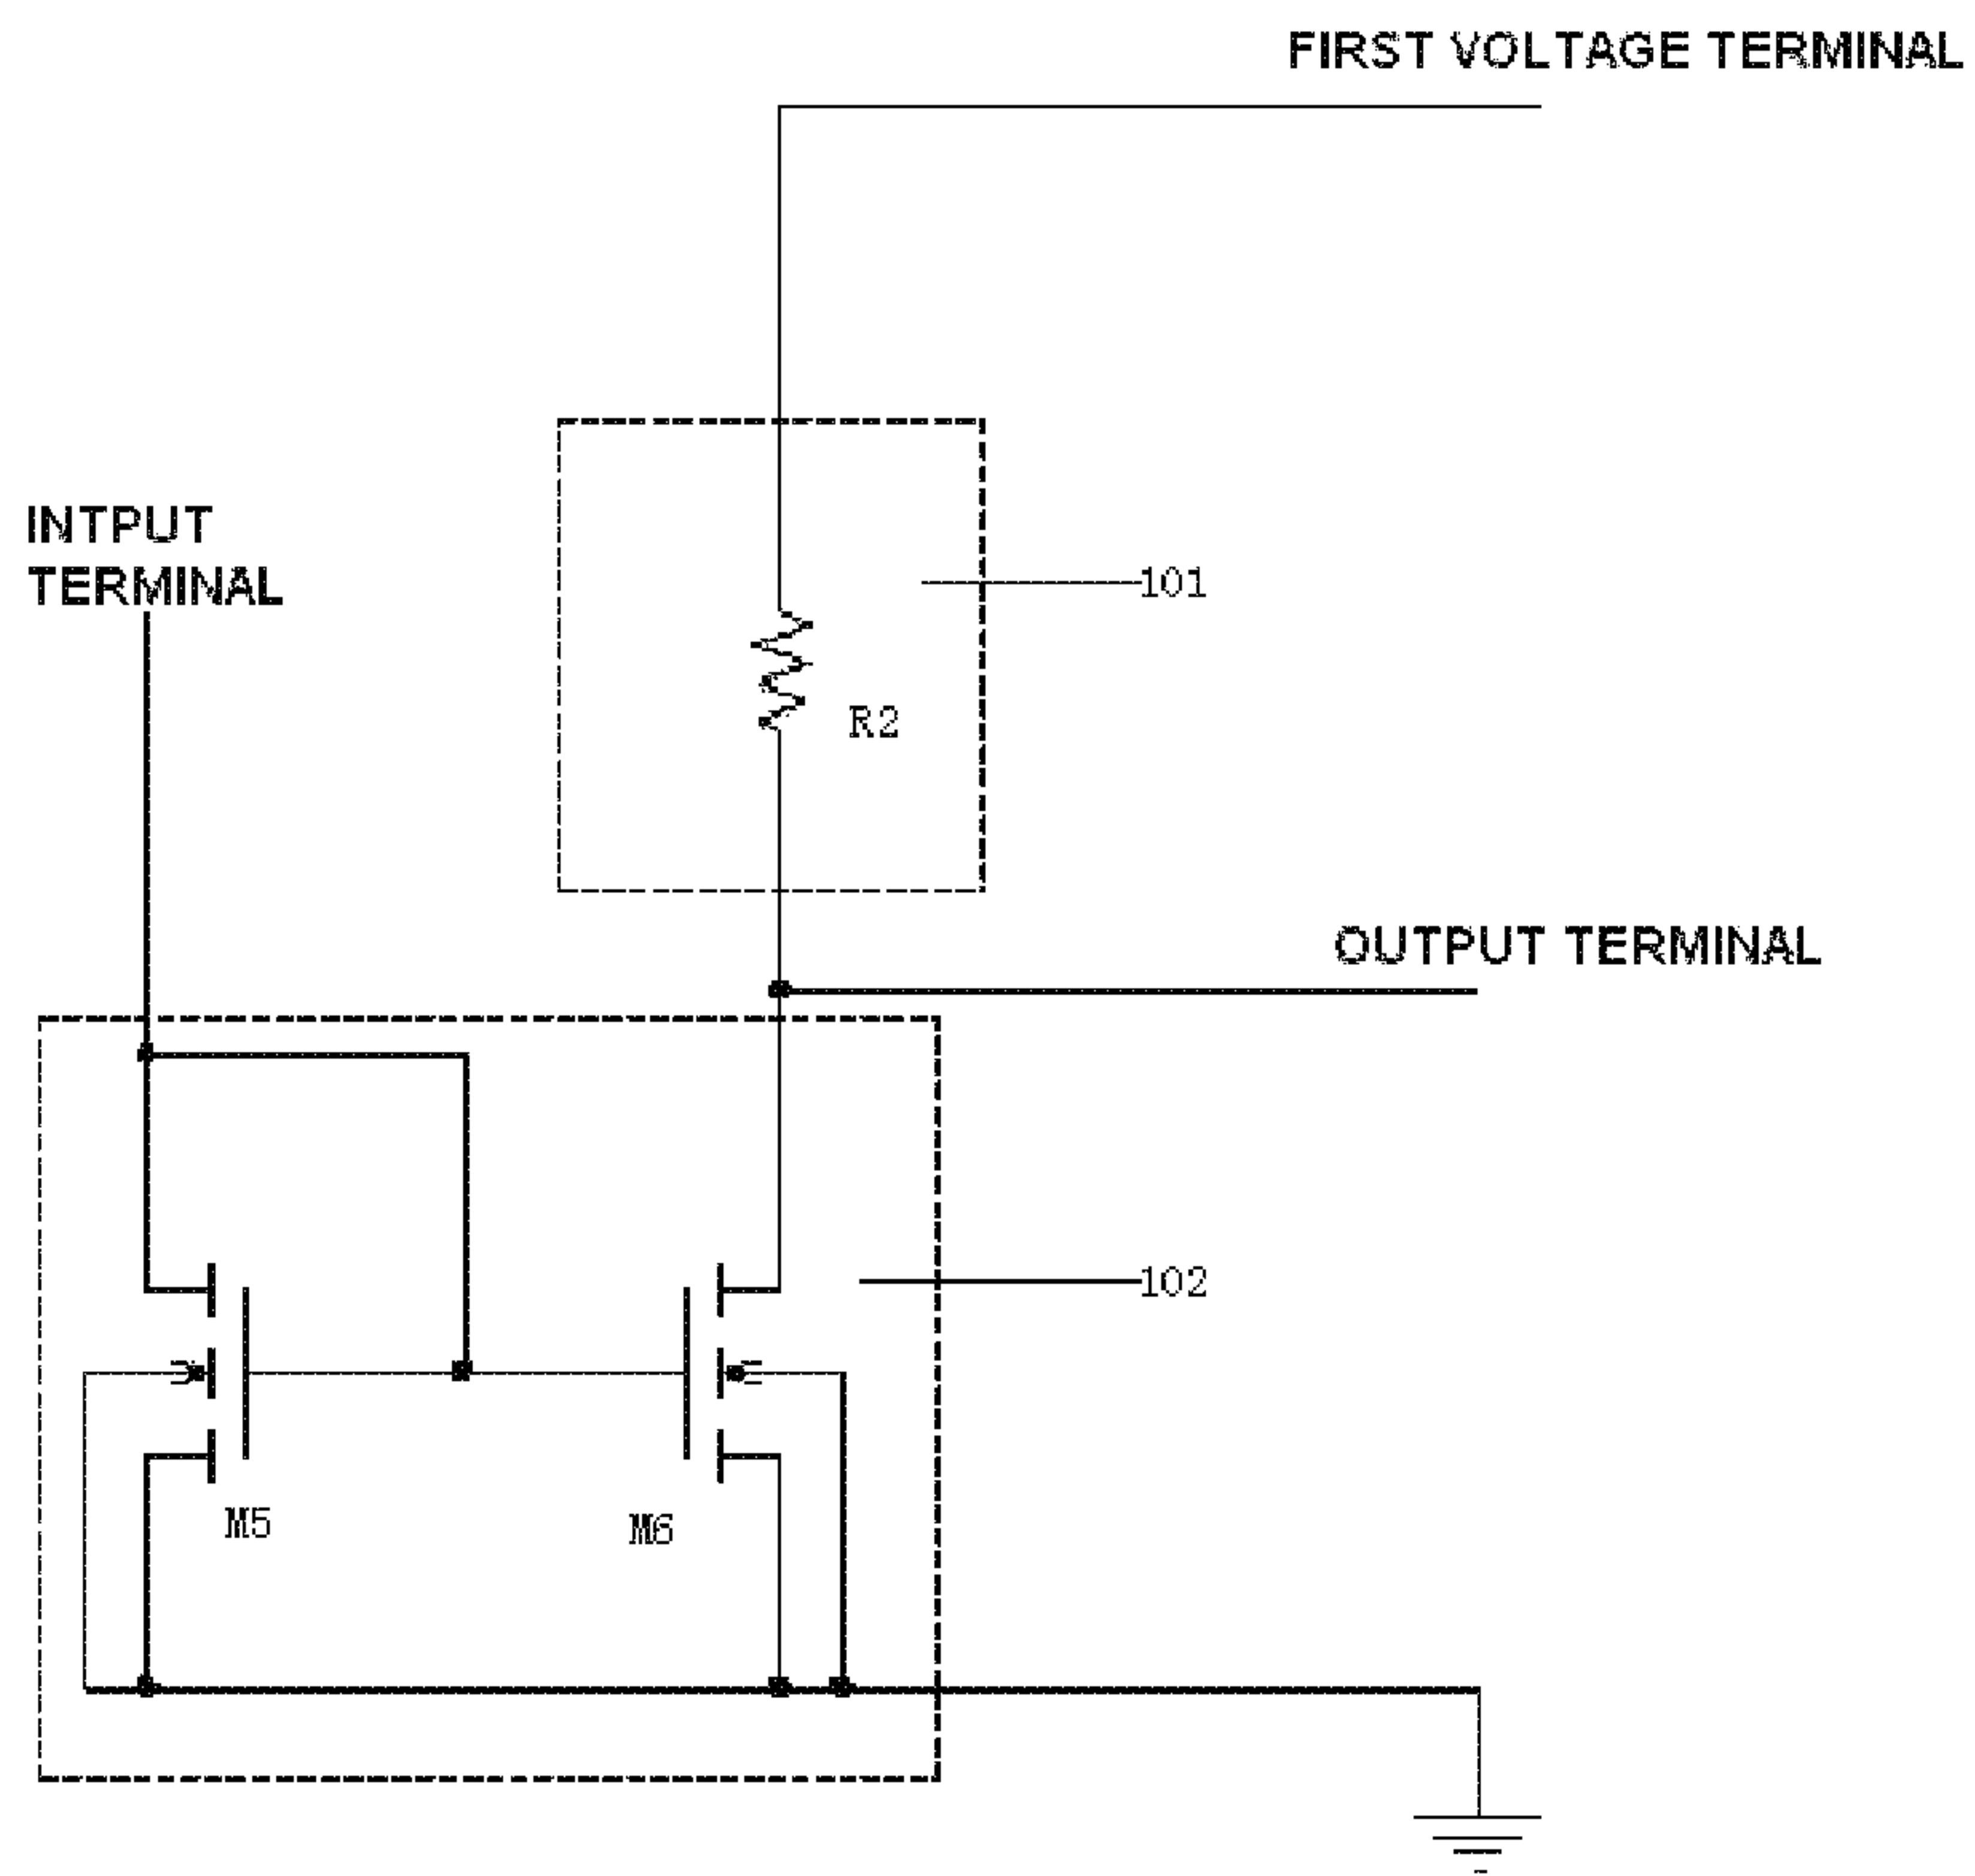 FIRST VOLTAGE TERMINAL
INTPUT
TERMINAL
101
R2
OUTPUT TERMINAL
102
M5
M6